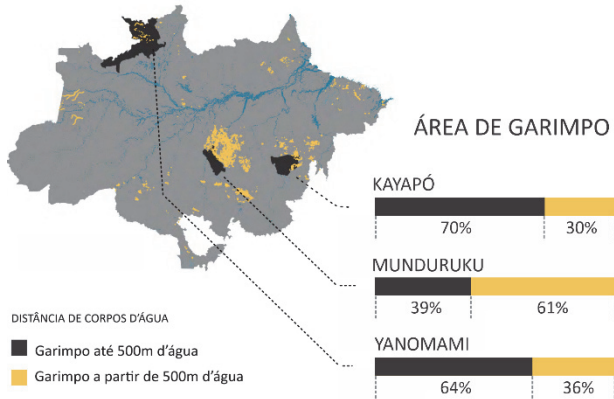 ÁREA DE GARIMPO
KAYAPÓ
70% 30%
MUNDURUKU
39% 61%
YANOMAMI
64% 36%
DISTÂNCIA DE CORPOS D'ÁGUA
Garimpo até 500m d'água
Garimpo a partir de 500m d'água